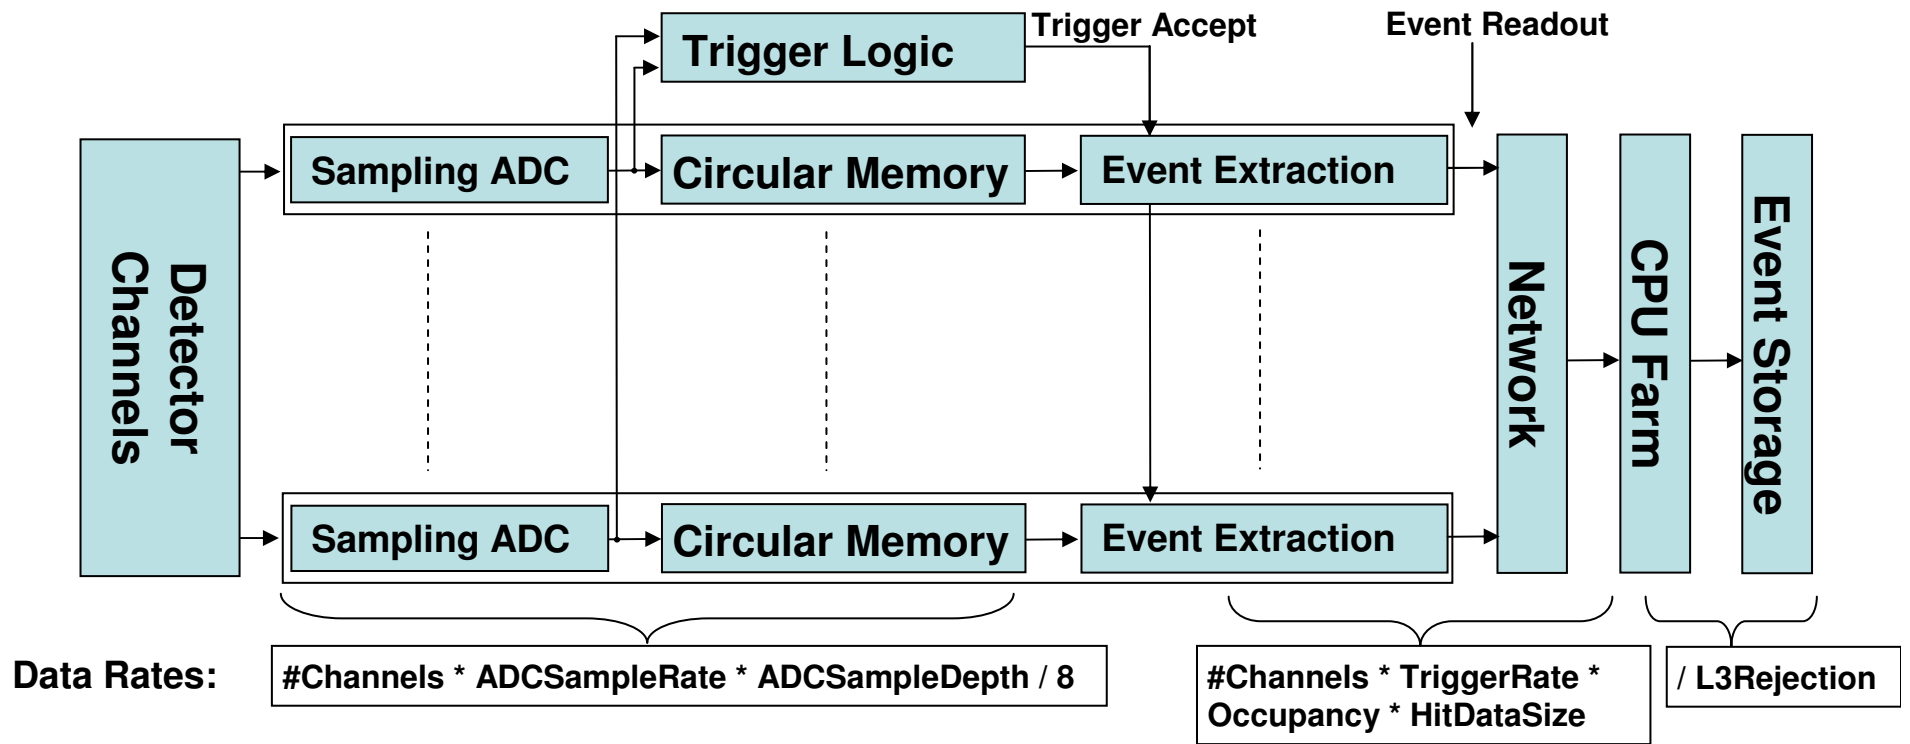 Trigger Accept
Event Readout
Trigger Logic
Detector
Channels
Sampling ADC
Circular Memory
Event Extraction
Network
CPU Farm
Event Storage
Sampling ADC
Circular Memory
Event Extraction
Data Rates:
#Channels * ADCSampleRate * ADCSampleDepth / 8
#Channels * TriggerRate *
Occupancy * HitDataSize
/ L3Rejection